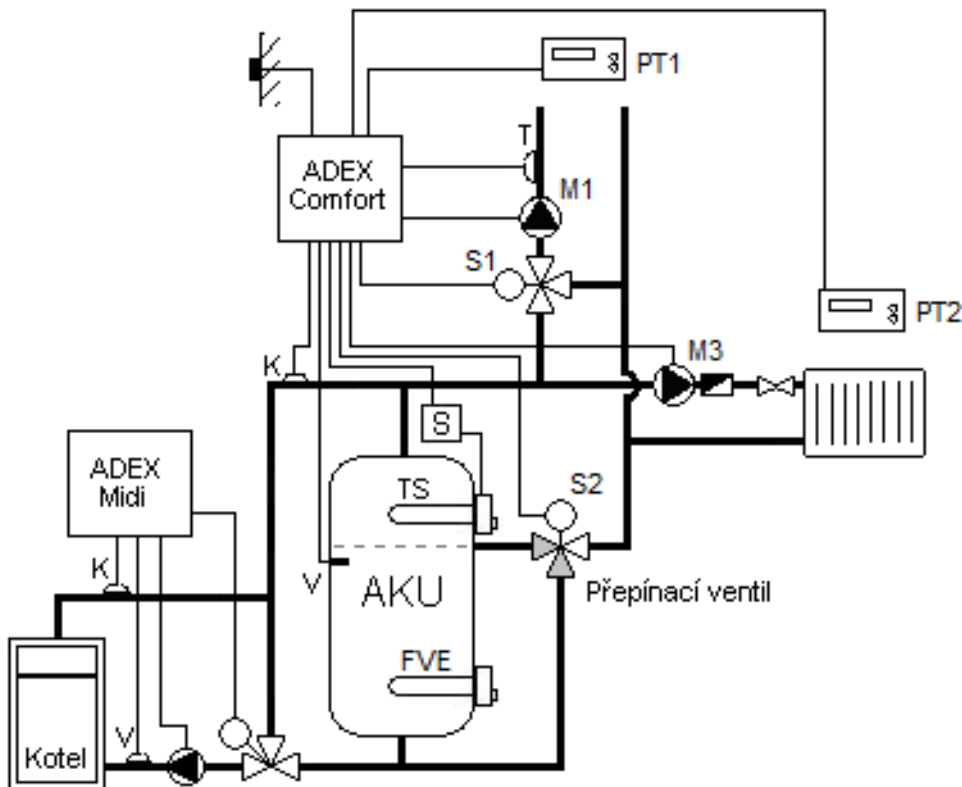 PT1
T
ADEX
Comfort
M1
S1
PT2
M3
K
S
ADEX
Midi
TS
S2
K
V
AKU
Přepínací ventil
FVE
V
Kotel